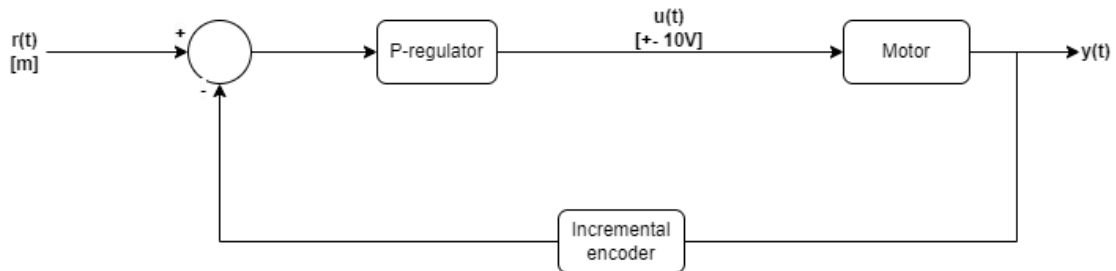 r(t)
[m]
+
-
P-regulator
u(t)
[+- 10V]
Motor
y(t)
Incremental
encoder